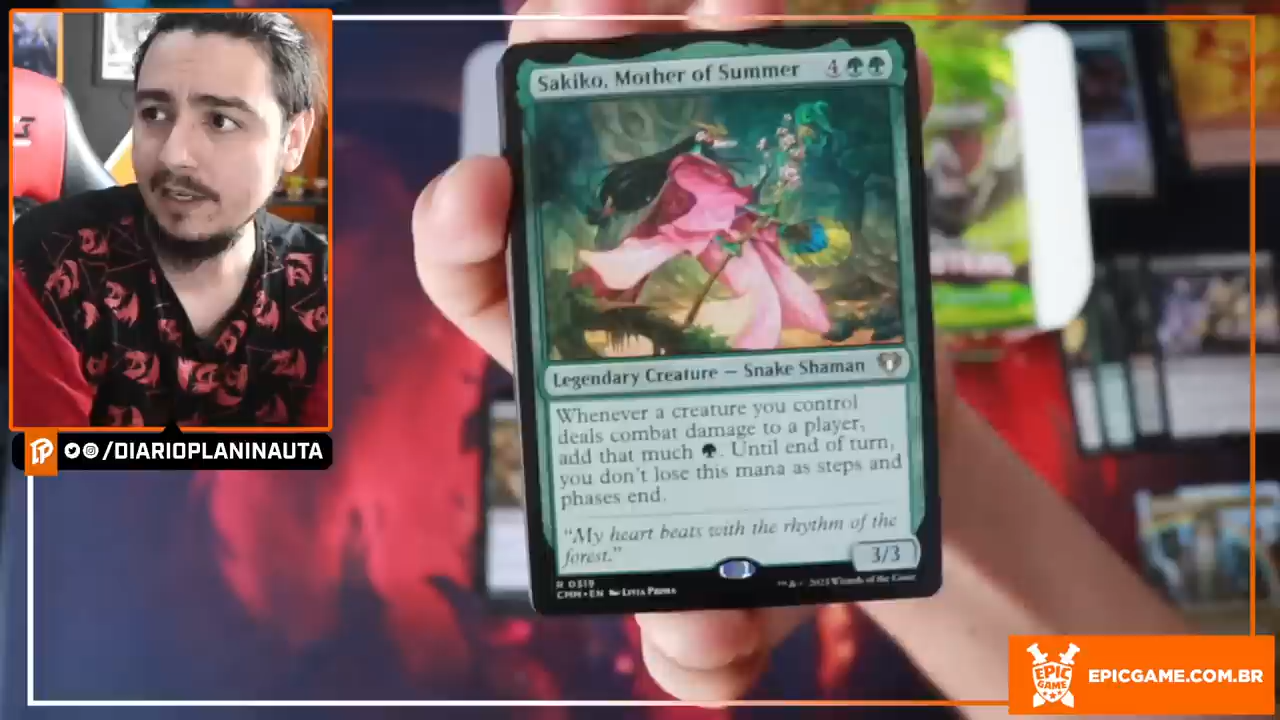 Sakiko, Mother of Summer 4
Legendary Creature — Snake Shaman
Whenever a creature you control
deals combat damage to a player,
add that much . Until end of turn,
you don't lose this mana as steps and
phases end.
"My heart beats with the rhythm of the
forest."
3/3
R 0319
CMM • EN Livia Prima
™ & © 2023 Wizards of the Coast
/DIARIOPLANINAUTA
EPIC
GAME
EPICGAME.COM.BR